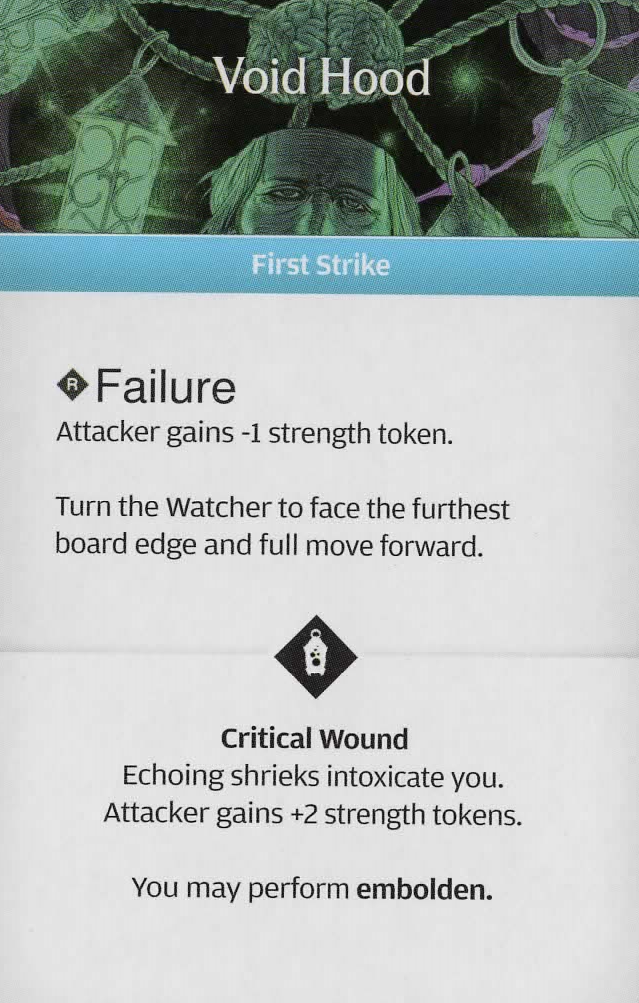 Void Hood
First Strike
R Failure
Attacker gains -1 strength token.
Turn the Watcher to face the furthest
board edge and full move forward.
Critical Wound
Echoing shrieks intoxicate you.
Attacker gains +2 strength tokens.
You may perform embolden.